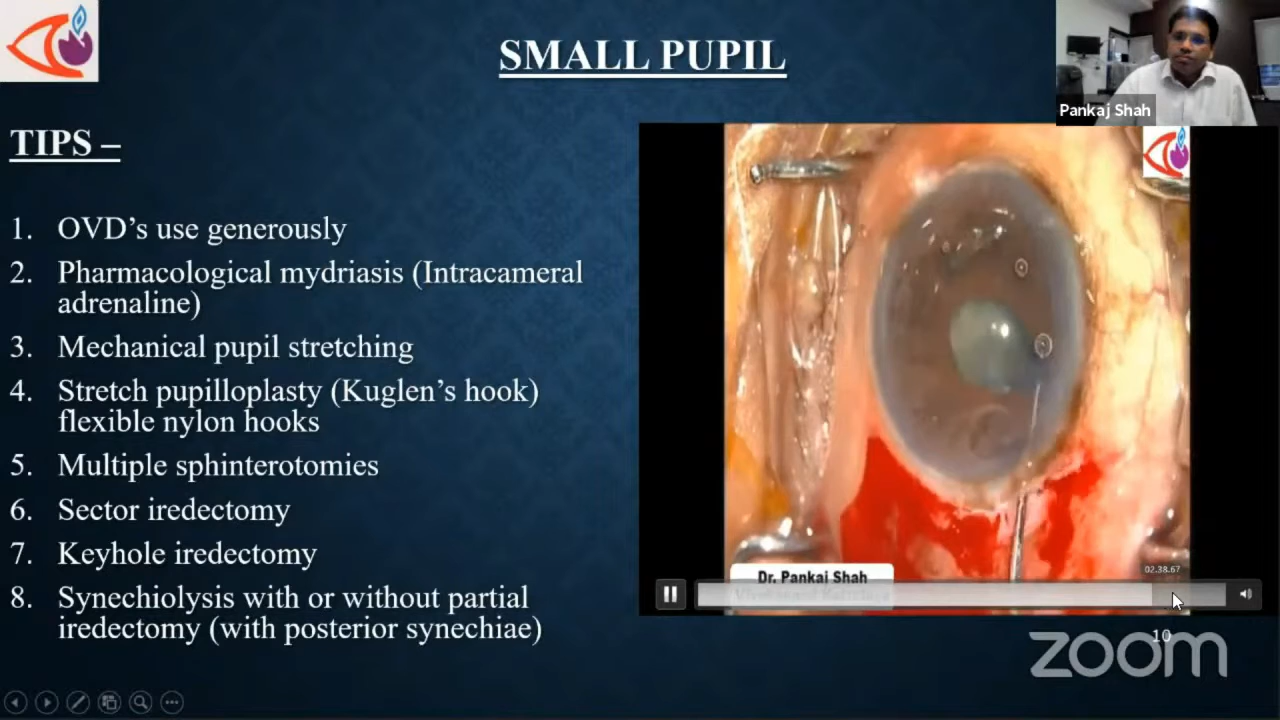 SMALL PUPIL
Pankaj Shah
TIPS –
1. OVD’s use generously
2. Pharmacological mydriasis (Intracameral
adrenaline)
3. Mechanical pupil stretching
4. Stretch pupilloplasty (Kuglen’s hook)
flexible nylon hooks
5. Multiple sphinterotomies
6. Sector iredectomy
7. Keyhole iredectomy
8. Synechiolysis with or without partial
iredectomy (with posterior synechiae)
02.38.67
Dr. Pankaj Shah
10
zoom